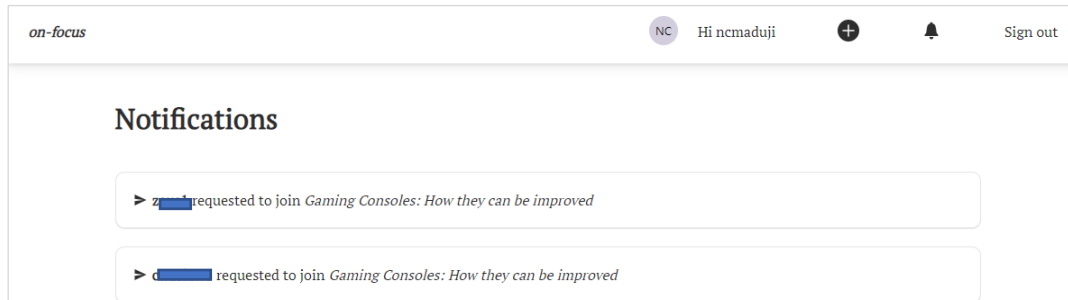 on-focus NC Hi ncmaduji Sign out
Notifications
requested to join Gaming Consoles: How they can be improved
requested to join Gaming Consoles: How they can be improved